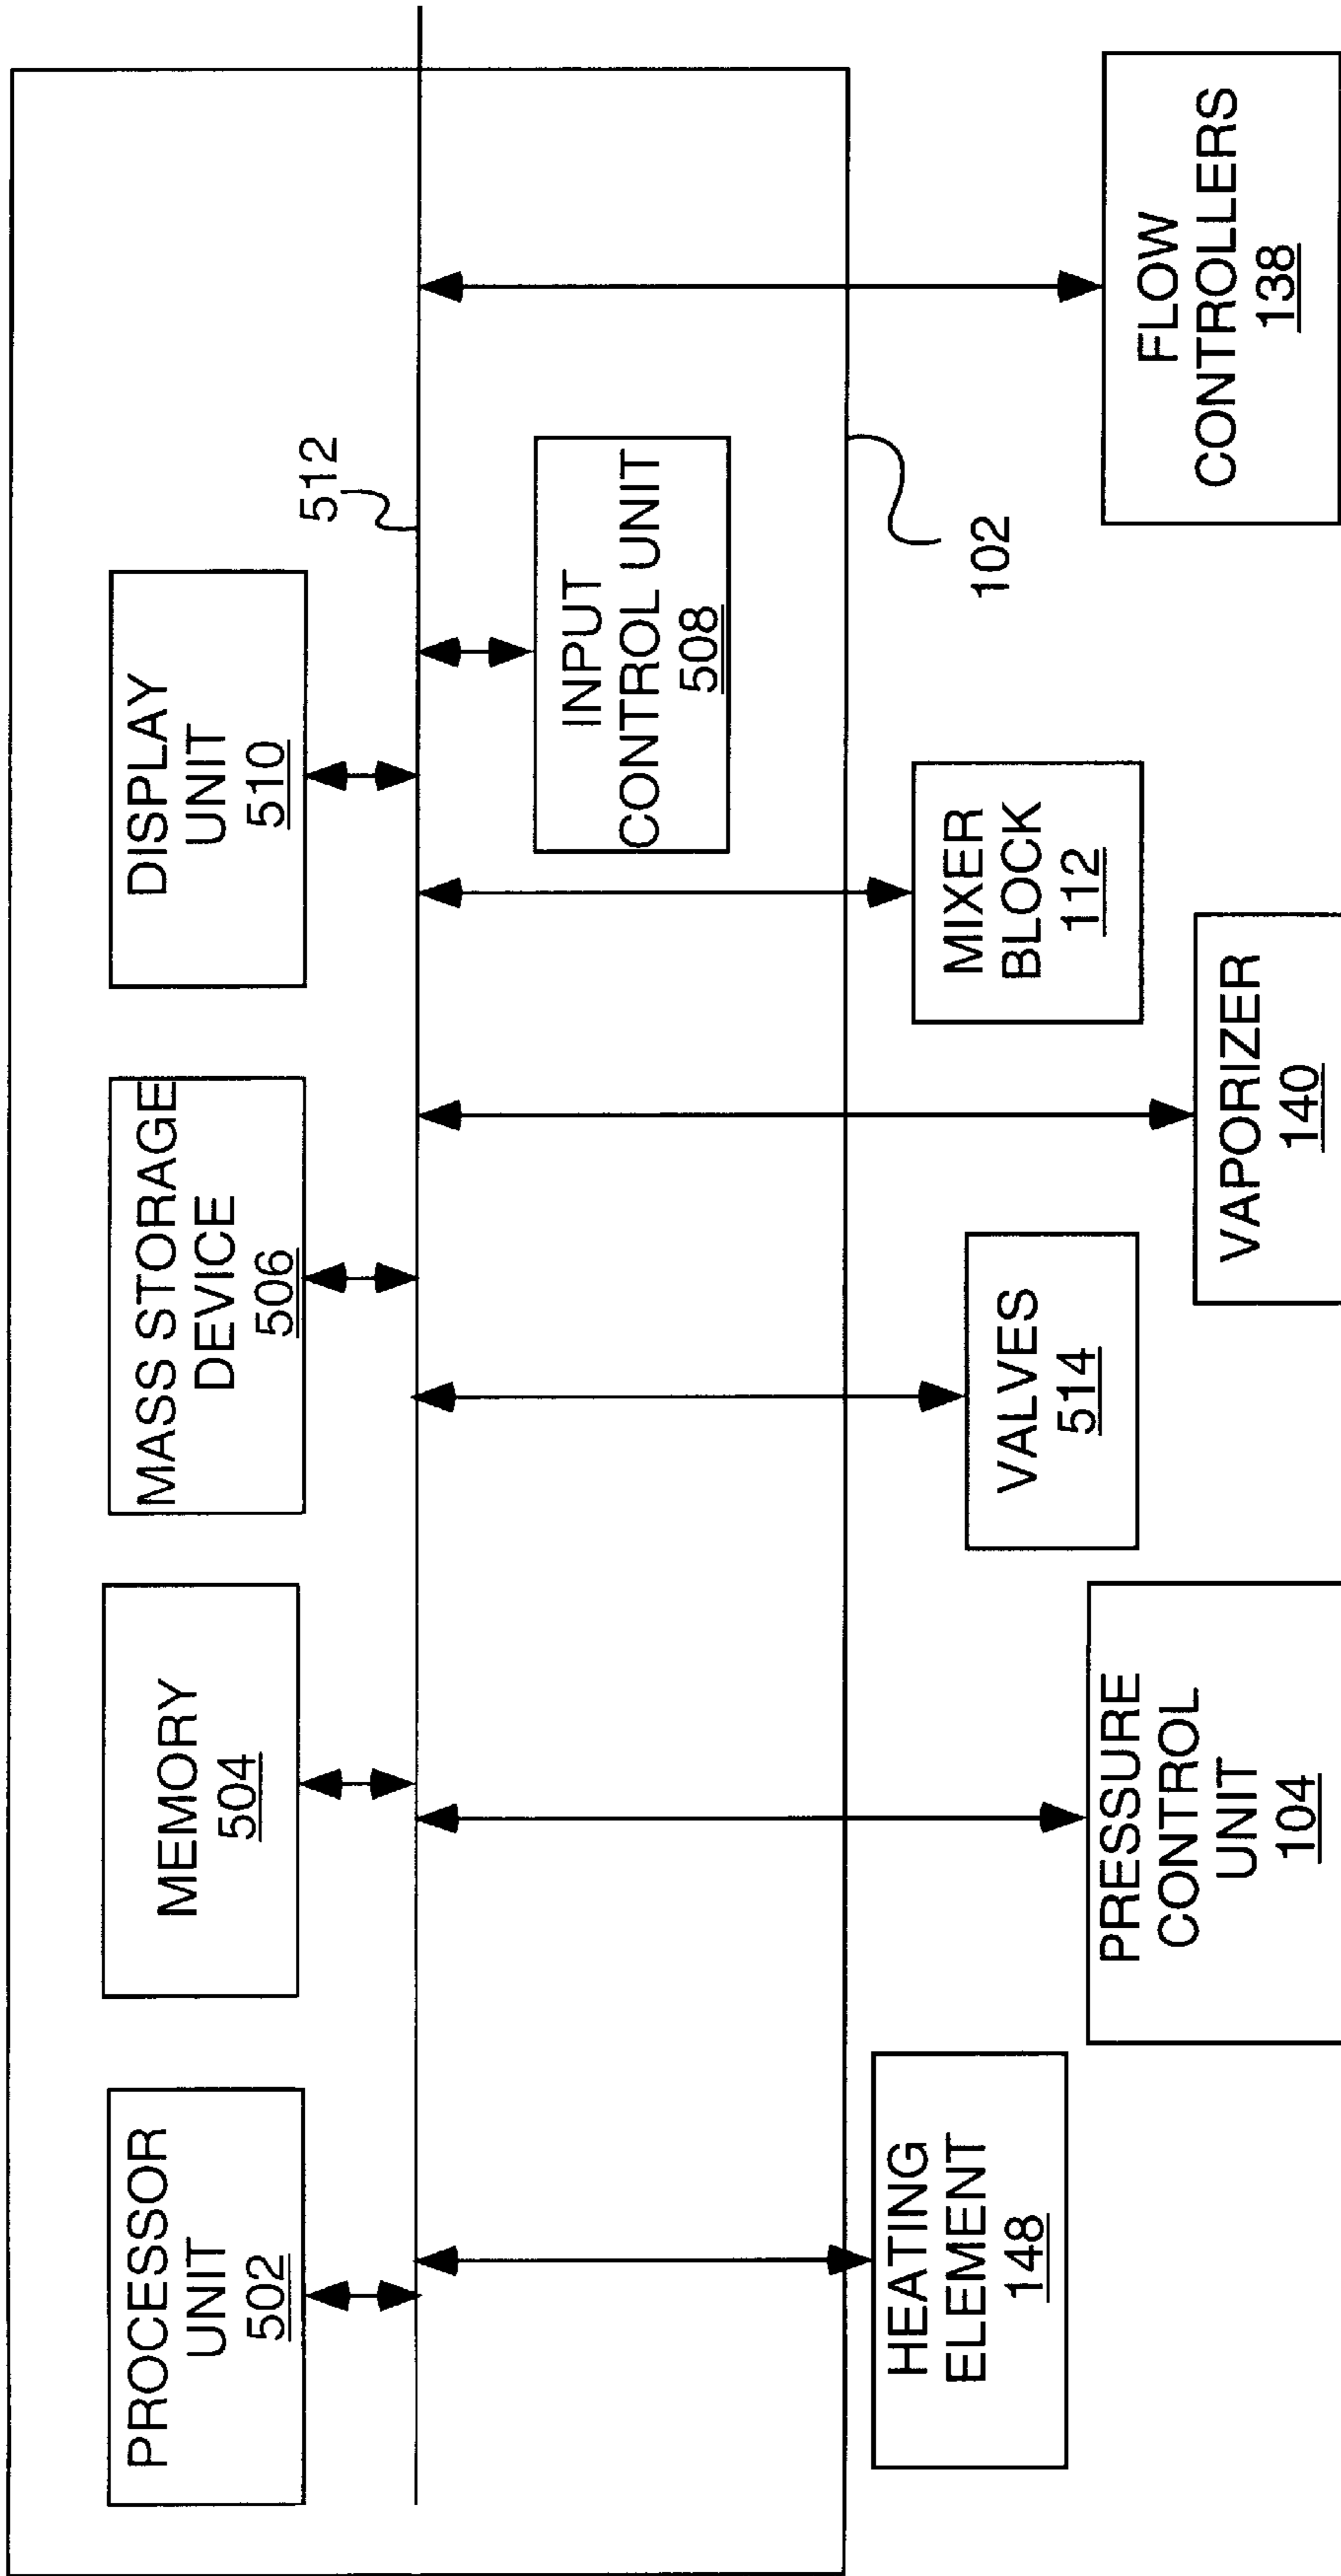 PROCESSOR
UNIT
502
MEMORY
504
MASS STORAGE
DEVICE
506
DISPLAY
UNIT
510
512
INPUT
CONTROL UNIT
508
102
HEATING
ELEMENT
148
PRESSURE
CONTROL
UNIT
104
VALVES
514
VAPORIZER
140
MIXER
BLOCK
112
FLOW
CONTROLLERS
138